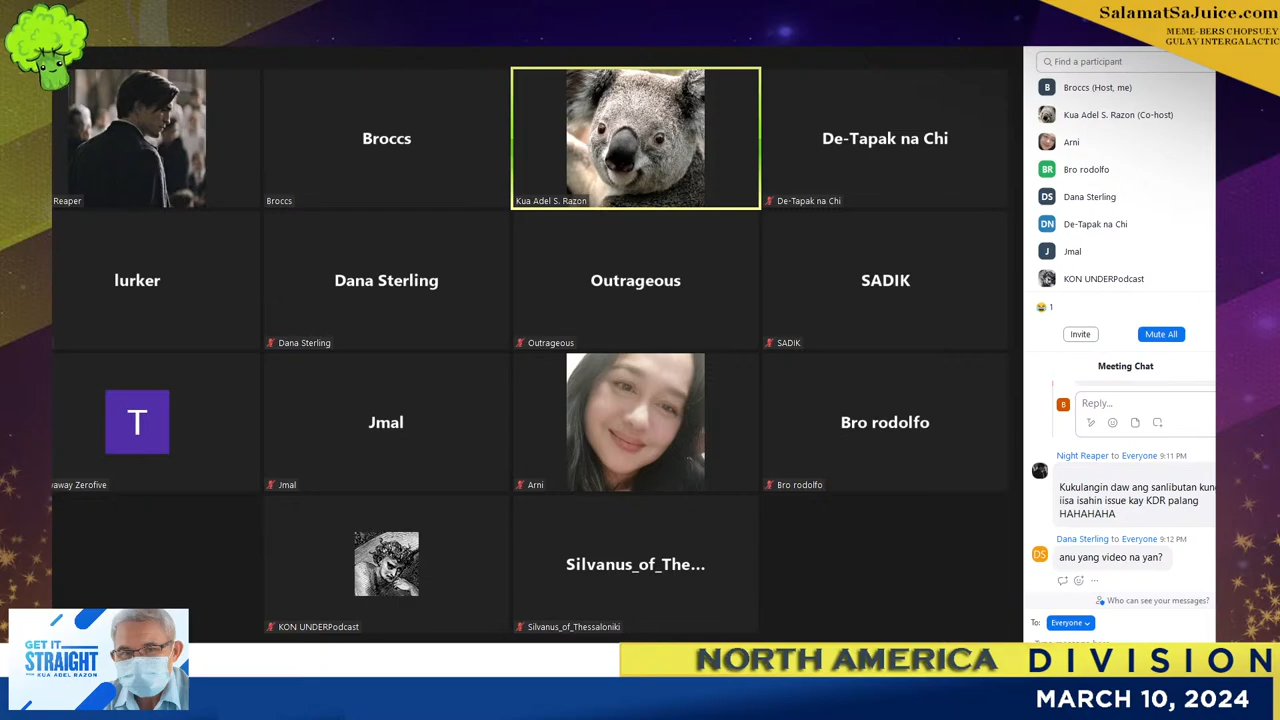 SalamatSaJuice.com
MEME-BERS CHOPSUEY
GULAY INTERGALACTIC
Reaper
Broccs
Broccs
Kua Adel S. Razon
De-Tapak na Chi
De-Tapak na Chi
lurker
Dana Sterling
Dana Sterling
Outrageous
Outrageous
SADIK
SADIK
T
away Zerofive
Jmal
Jmal
Arni
Bro rodolfo
Bro rodolfo
KON UNDERPodcast
Silvanus_of_The...
Silvanus_of_Thessaloniki
Find a participant
B Broccs (Host, me)
Kua Adel S. Razon (Co-host)
Arni
BR Bro rodolfo
DS Dana Sterling
DN De-Tapak na Chi
J Jmal
KON UNDERPodcast
1
Invite
Mute All
Meeting Chat
B Reply...
Night Reaper to Everyone 9:11 PM
Kukulangin daw ang sanlibutan kun
iisa isahin issue kay KDR palang
HAHAHAHA
Dana Sterling to Everyone 9:12 PM
DS anu yang video na yan?
Who can see your messages?
To: Everyone
GET IT
STRAIGHT
KUA ADEL RAZON
NORTH AMERICA DIVISION
MARCH 10, 2024